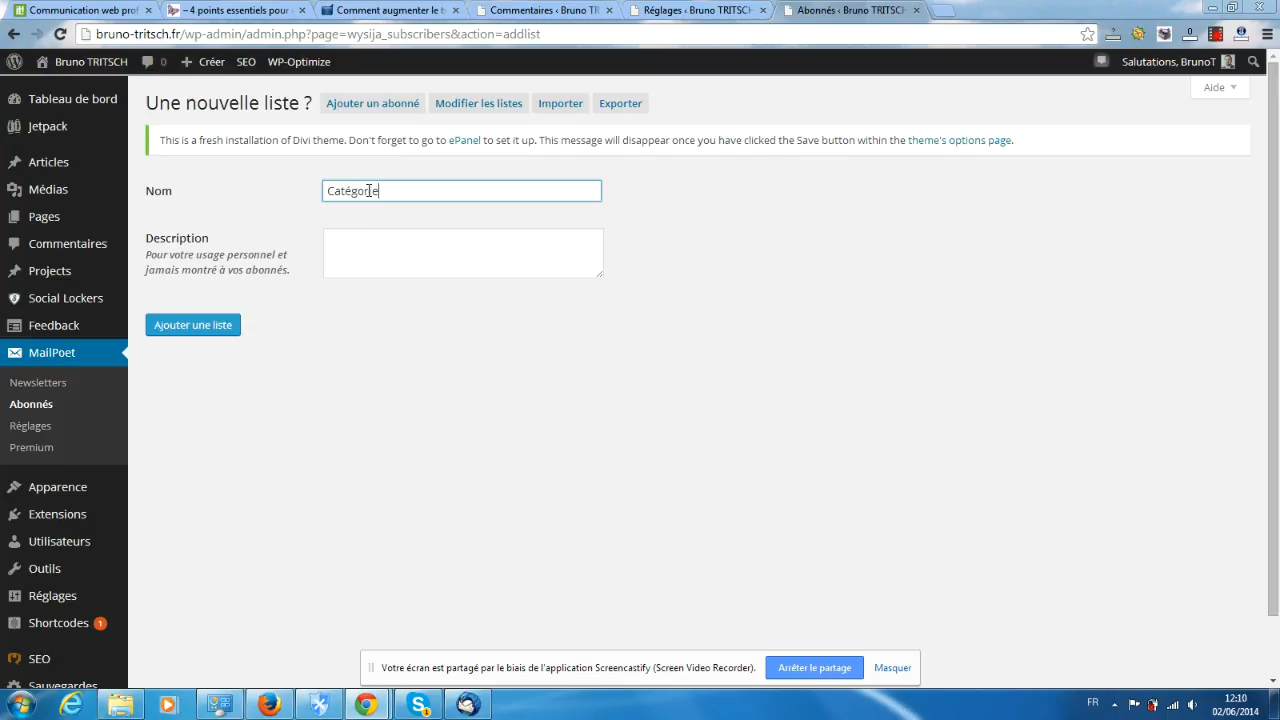 Communication web prof
– 4 points essentiels pour
Comment augmenter le t
Commentaires ‹ Bruno TR
Réglages ‹ Bruno TRITSCH
Abonnés ‹ Bruno TRITSCH
bruno-tritsch.fr/wp-admin/admin.php?page=wysija_subscribers&action=addlist
Bruno TRITSCH
0
Créer
SEO
WP-Optimize
Salutations, BrunoT
Aide
Tableau de bord
Jetpack
Articles
Médias
Pages
Commentaires
Projects
Social Lockers
Feedback
MailPoet
Newsletters
Abonnés
Réglages
Premium
Apparence
Extensions
Utilisateurs
Outils
Réglages
Shortcodes 1
SEO
Sauvegardes
Une nouvelle liste ?
Ajouter un abonné
Modifier les listes
Importer
Exporter
This is a fresh installation of Divi theme. Don't forget to go to ePanel to set it up. This message will disappear once you have clicked the Save button within the theme's options page.
Nom
Catégorie
Description
Pour votre usage personnel et
jamais montré à vos abonnés.
Ajouter une liste
Votre écran est partagé par le biais de l'application Screencastify (Screen Video Recorder).
Arrêter le partage
Masquer
FR
12:10
02/06/2014